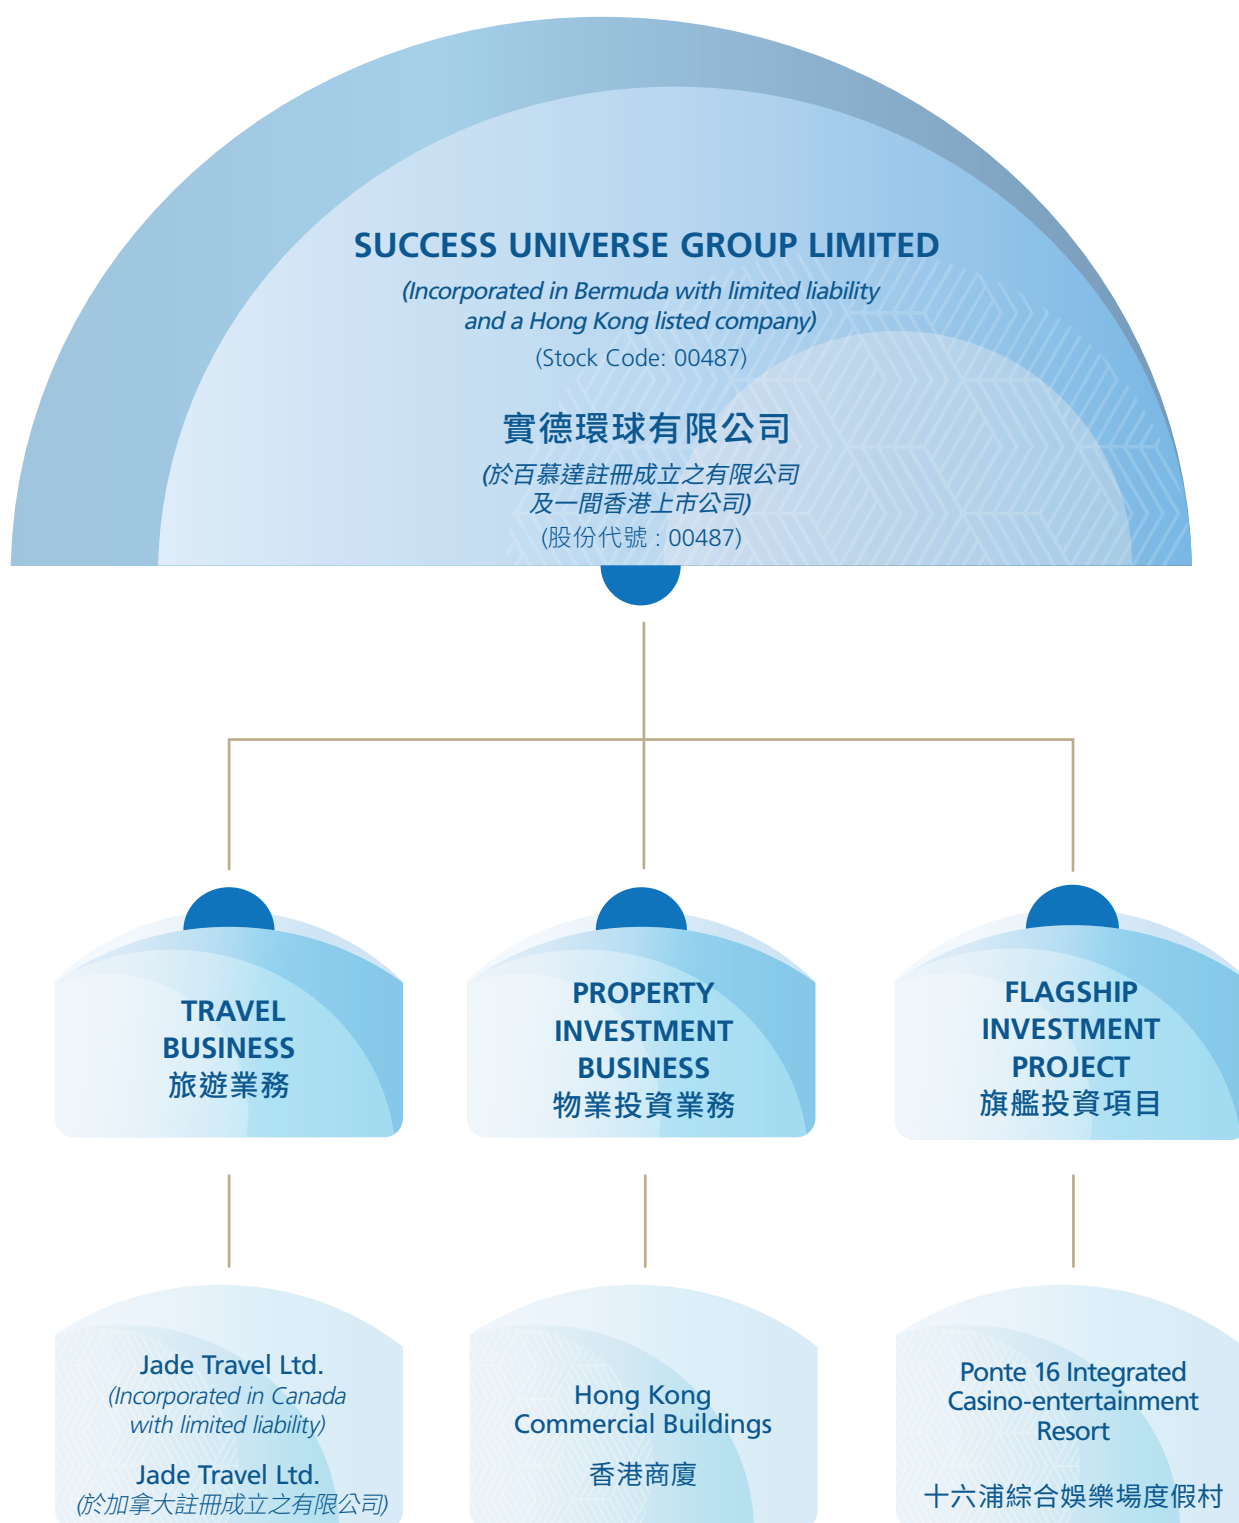 SUCCESS UNIVERSE GROUP LIMITED
(Incorporated in Bermuda with limited liability
and a Hong Kong listed company)
(Stock Code: 00487)
實德環球有限公司
(於百慕達註冊成立之有限公司
及一間香港上市公司)
(股份代號 : 00487)
TRAVEL
BUSINESS
旅遊業務
PROPERTY
INVESTMENT
BUSINESS
物業投資業務
FLAGSHIP
INVESTMENT
PROJECT
旗艦投資項目
Jade Travel Ltd.
(Incorporated in Canada
with limited liability)
Jade Travel Ltd.
(於加拿大註冊成立之有限公司)
Hong Kong
Commercial Buildings
香港商廈
Ponte 16 Integrated
Casino-entertainment
Resort
十六浦綜合娛樂場度假村